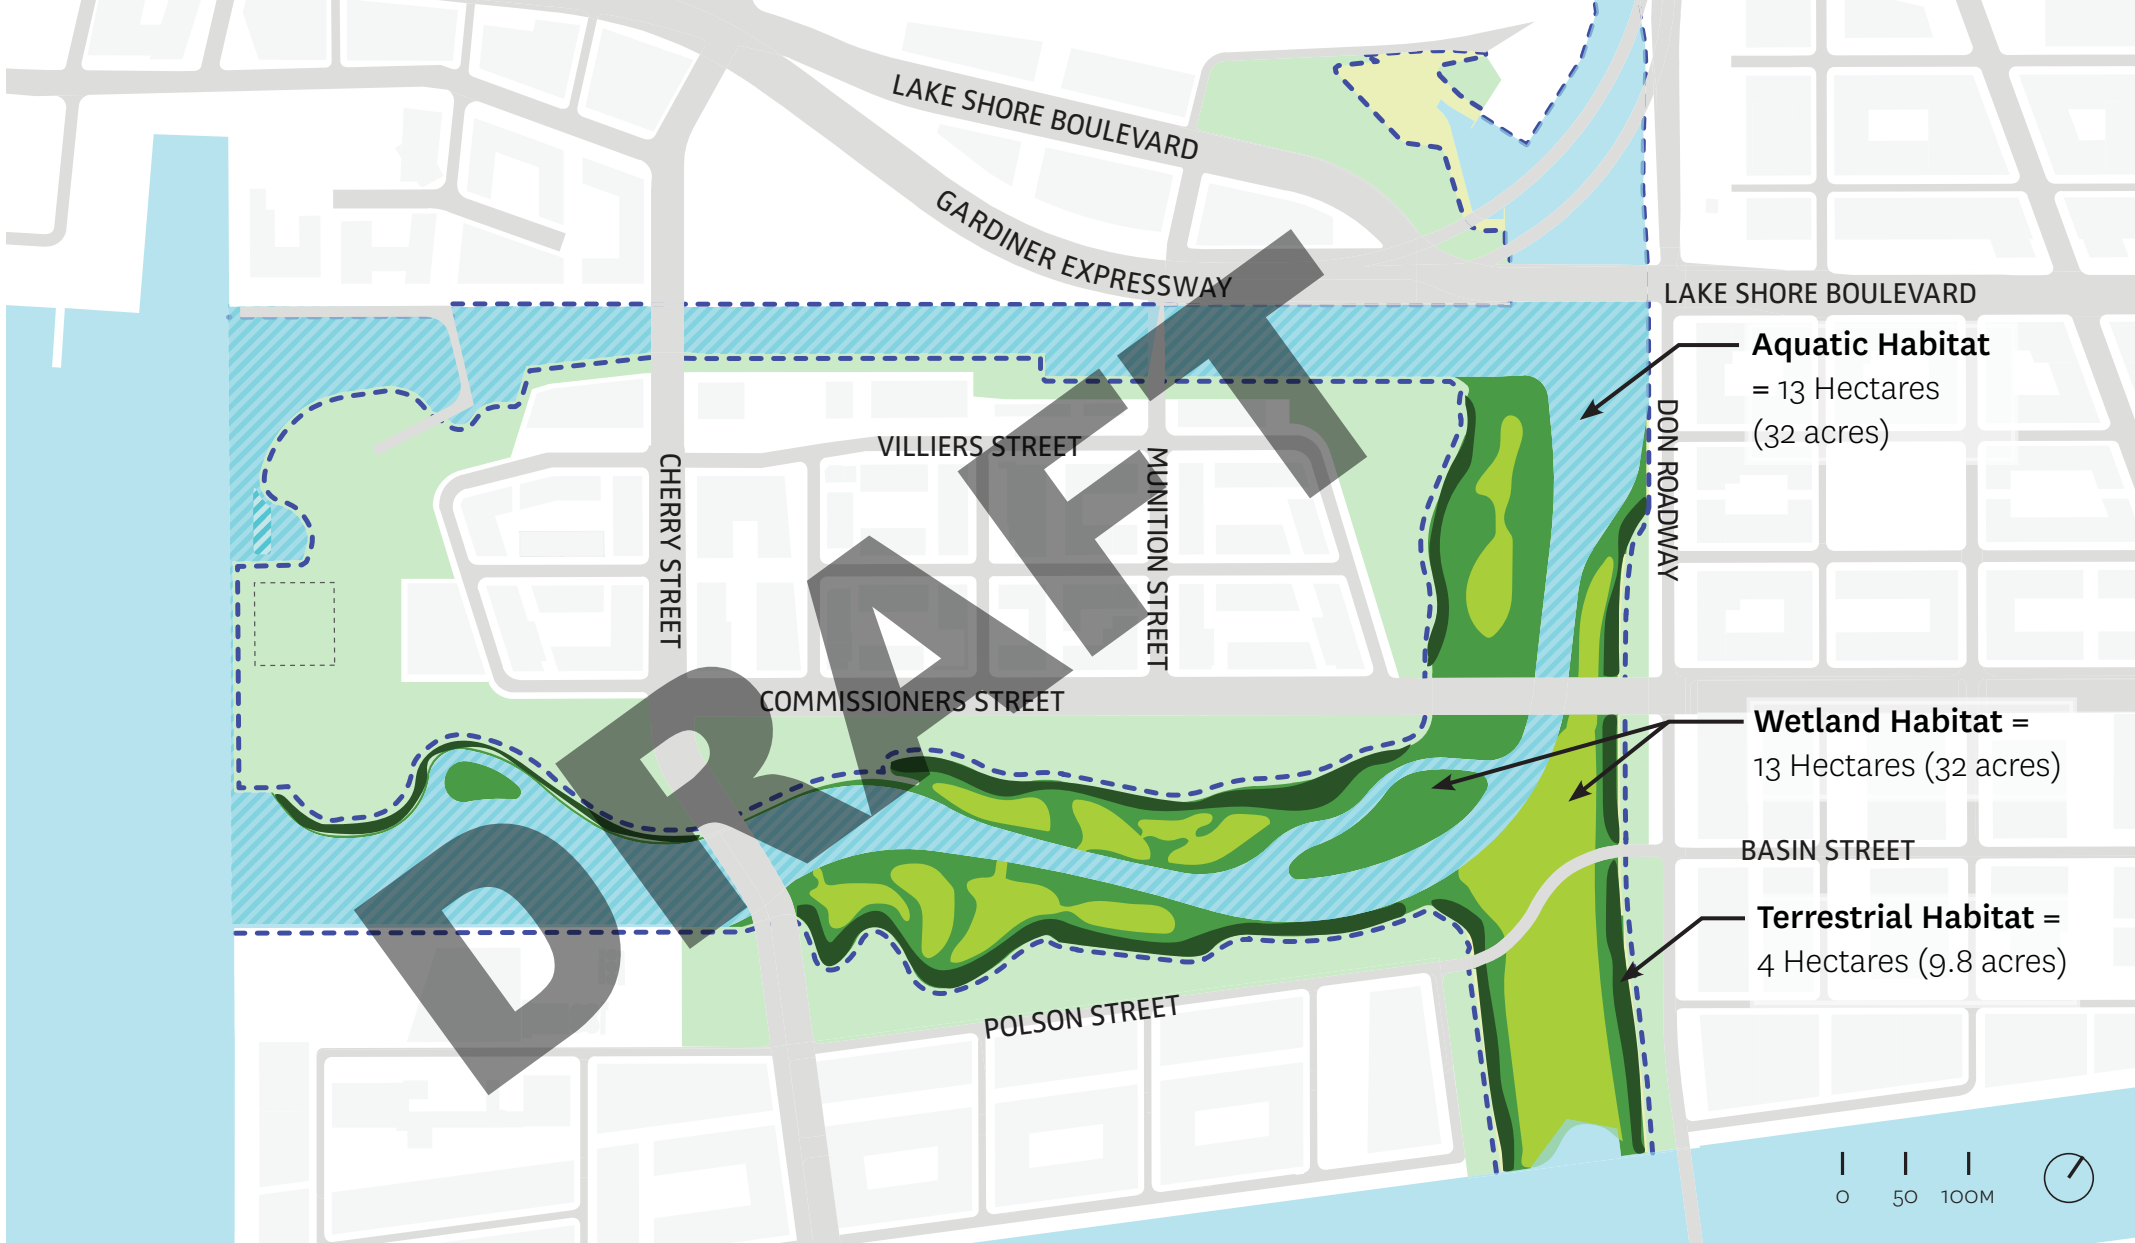 LAKE SHORE BOULEVARD
GARDINER EXPRESSWAY
LAKE SHORE BOULEVARD
Aquatic Habitat
= 13 Hectares
(32 acres)
DON ROADWAY
VILLIERS STREET
CHERRY STREET
MUNITION STREET
COMMISSIONERS STREET
DRAFT
Wetland Habitat =
13 Hectares (32 acres)
BASIN STREET
Terrestrial Habitat =
4 Hectares (9.8 acres)
POLSON STREET
0 50 100M